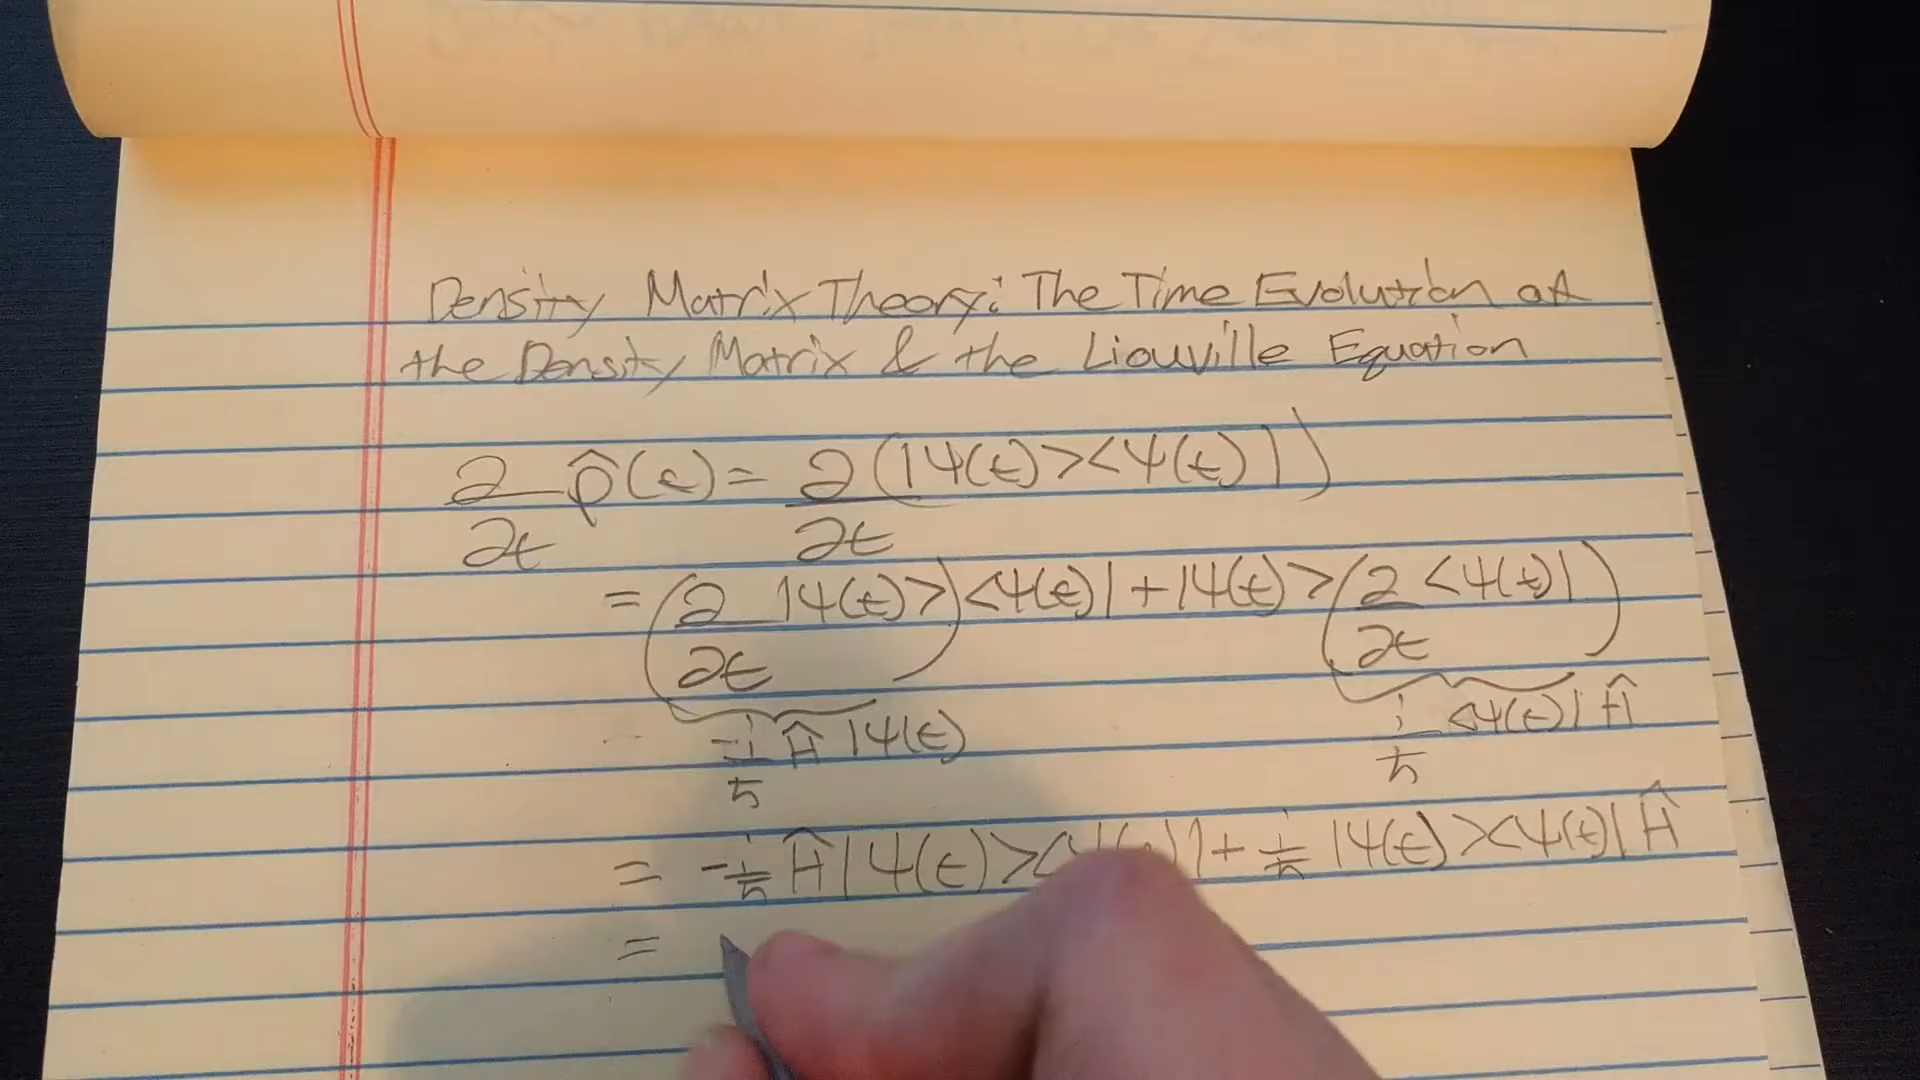 Density Matrix Theory: The Time Evolution of
the Density Matrix & the Liouville Equation
∂/∂t ρ̂(t) = ∂/∂t (|Ψ(t)><Ψ(t)|)
= (∂/∂t |Ψ(t)>)<Ψ(t)| + |Ψ(t)>(∂/∂t <Ψ(t)|)
-i/ħ Ĥ |Ψ(t) i/ħ <Ψ(t)| Ĥ
= -i/ħ Ĥ|Ψ(t)><Ψ(t)| + i/ħ |Ψ(t)><Ψ(t)|Ĥ
=